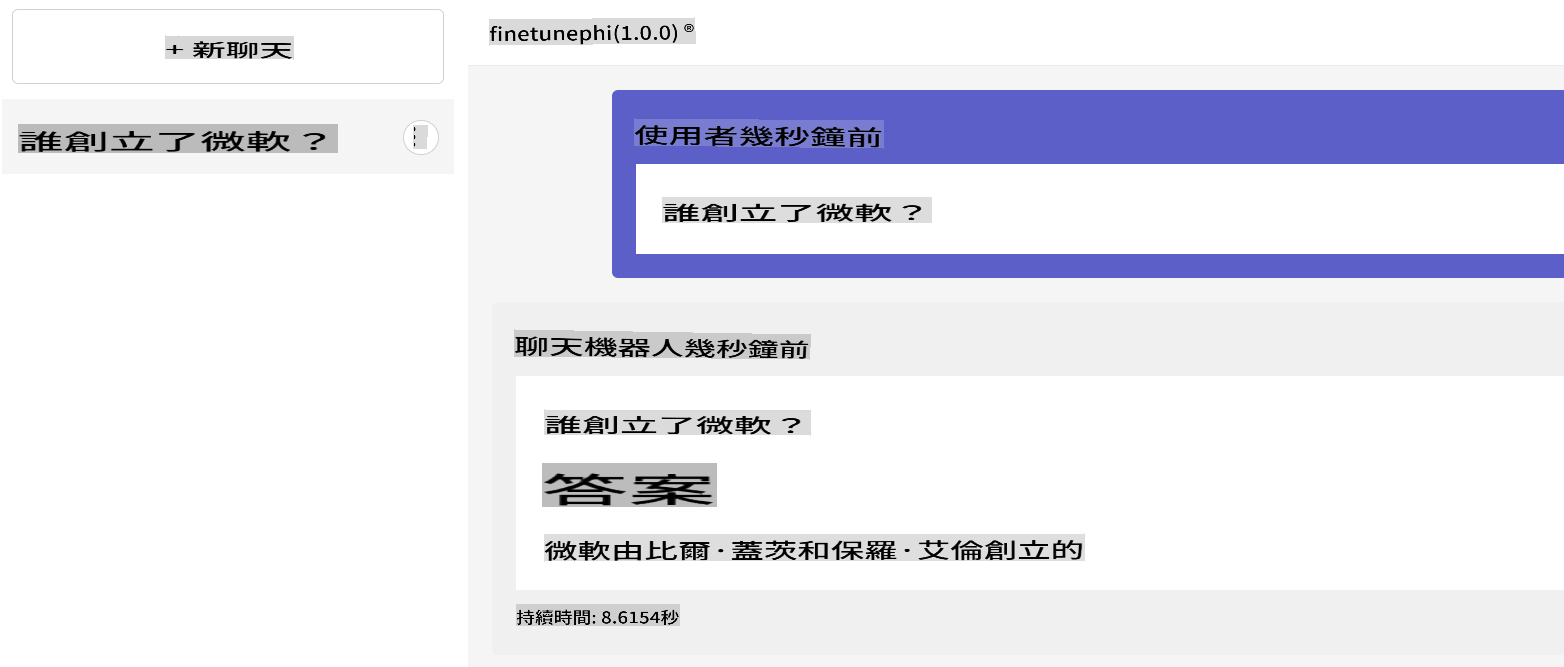 + 新聊天
誰創立了微軟？
finetunephi(1.0.0) ®
使用者幾秒鐘前
誰創立了微軟？
聊天機器人幾秒鐘前
誰創立了微軟？
答案
微軟由比爾·蓋茨和保羅·艾倫創立的
持續時間: 8.6154秒